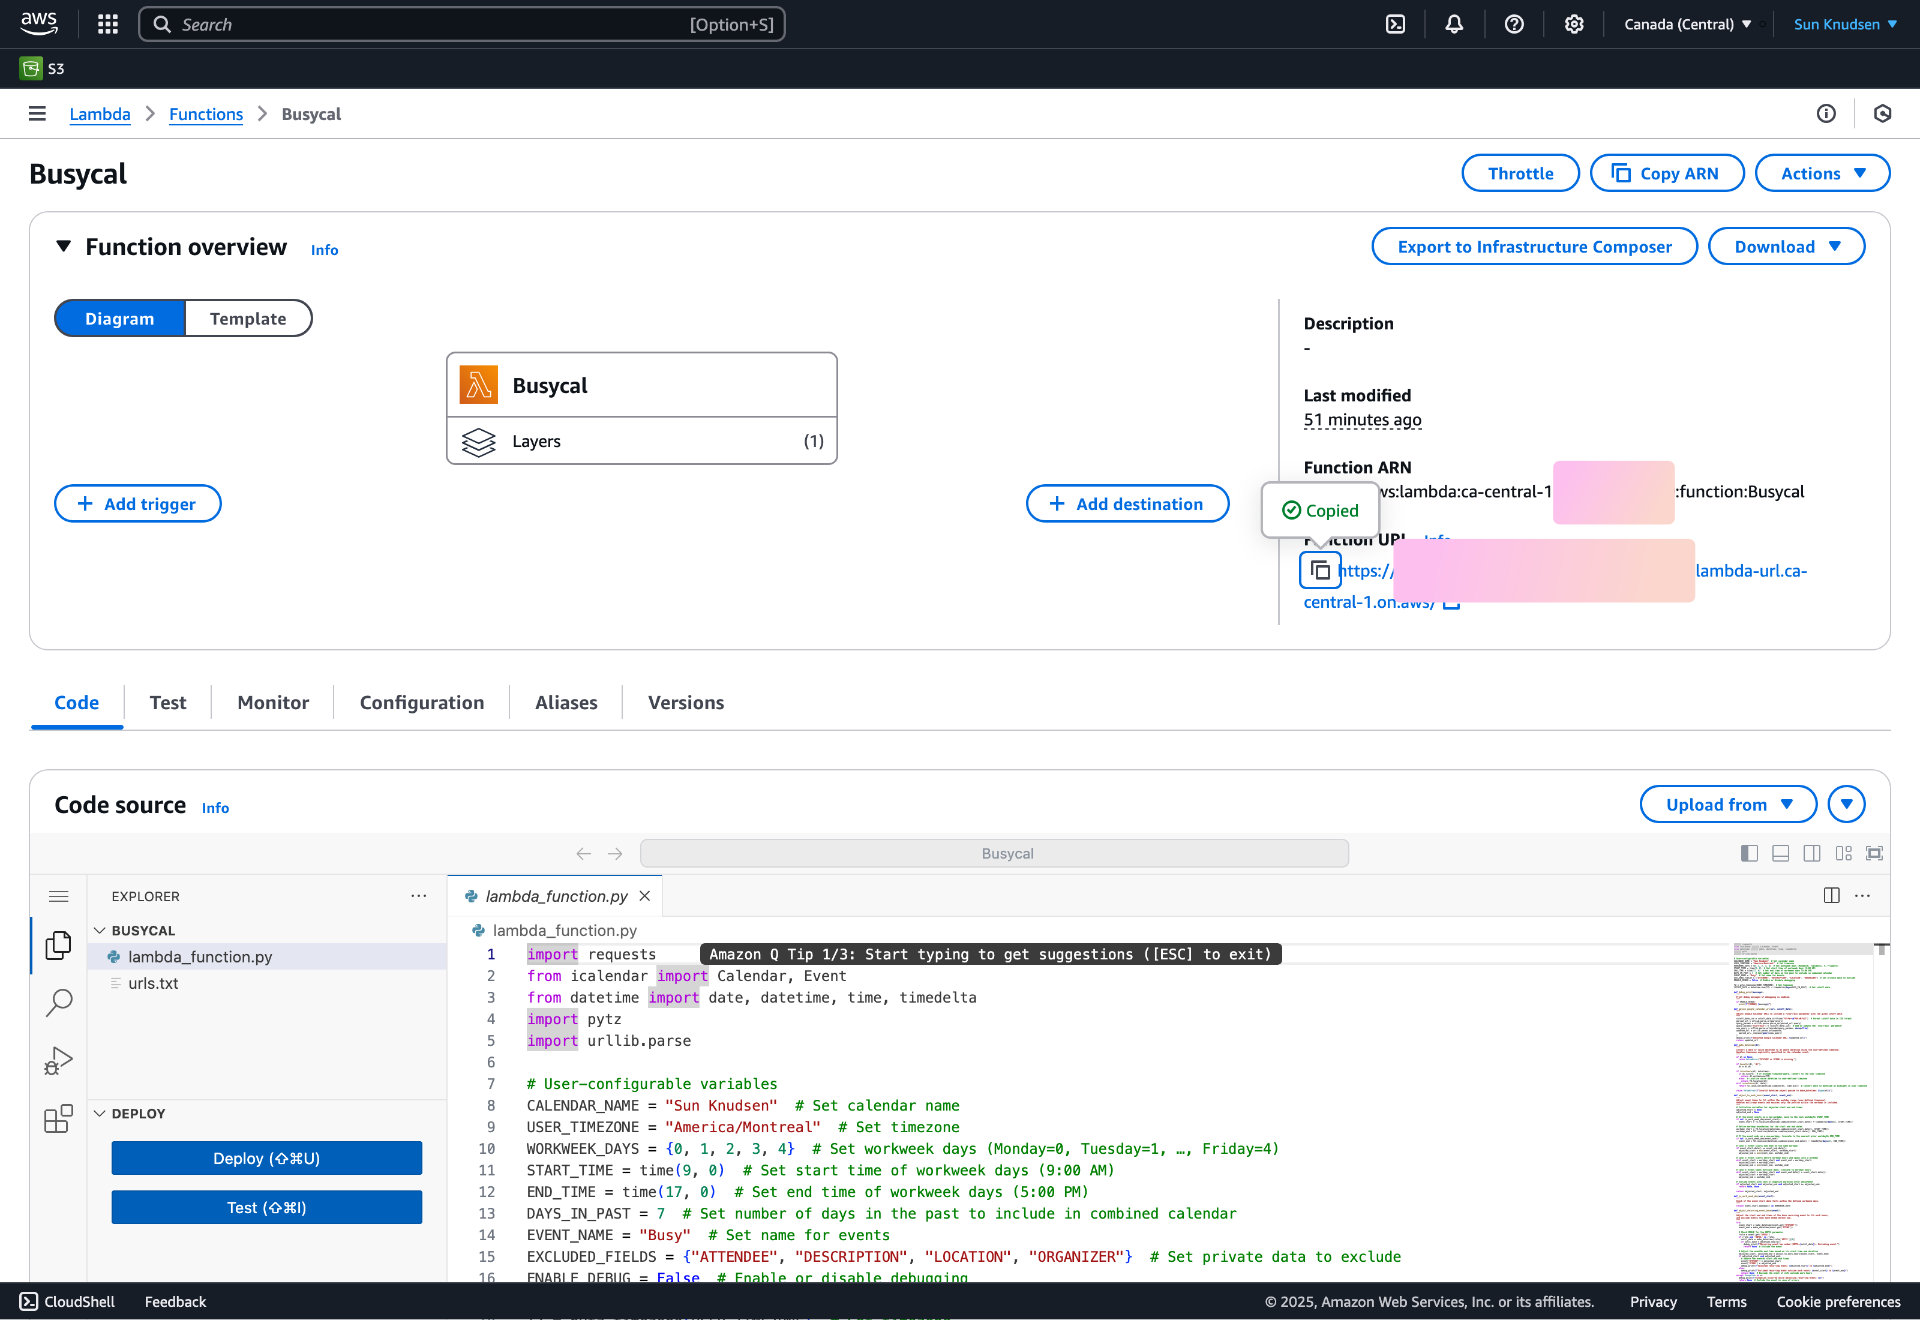 aws
Search [Option+S]
Canada (Central)
Sun Knudsen
S3
Lambda
Functions
Busycal
Busycal
Throttle
Copy ARN
Actions
Function overview
Info
Export to Infrastructure Composer
Download
Diagram
Template
Busycal
Layers (1)
Add trigger
Add destination
Description
-
Last modified
51 minutes ago
Function ARN
ws:lambda:ca-central-1 :function:Busycal
Copied
Function URL Info
https:// lambda-url.ca-
central-1.on.aws/
Code
Test
Monitor
Configuration
Aliases
Versions
Code source
Info
Upload from
Busycal
EXPLORER
BUSYCAL
lambda_function.py
urls.txt
DEPLOY
Deploy (⇧⌘U)
Test (⇧⌘I)
lambda_function.py
lambda_function.py
1 import requests
Amazon Q Tip 1/3: Start typing to get suggestions ([ESC] to exit)
2 from icalendar import Calendar, Event
3 from datetime import date, datetime, time, timedelta
4 import pytz
5 import urllib.parse
6
7 # User-configurable variables
8 CALENDAR_NAME = "Sun Knudsen"  # Set calendar name
9 USER_TIMEZONE = "America/Montreal"  # Set timezone
10 WORKWEEK_DAYS = {0, 1, 2, 3, 4}  # Set workweek days (Monday=0, Tuesday=1, …, Friday=4)
11 START_TIME = time(9, 0)  # Set start time of workweek days (9:00 AM)
12 END_TIME = time(17, 0)  # Set end time of workweek days (5:00 PM)
13 DAYS_IN_PAST = 7  # Set number of days in the past to include in combined calendar
14 EVENT_NAME = "Busy"  # Set name for events
15 EXCLUDED_FIELDS = {"ATTENDEE", "DESCRIPTION", "LOCATION", "ORGANIZER"}  # Set private data to exclude
16 ENABLE_DEBUG = False  # Enable or disable debugging
CloudShell
Feedback
© 2025, Amazon Web Services, Inc. or its affiliates.
Privacy
Terms
Cookie preferences